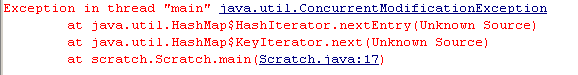 Exception in thread "main" java.util.ConcurrentModificationException
at java.util.HashMap$HashIterator.nextEntry(Unknown Source)
at java.util.HashMap$KeyIterator.next(Unknown Source)
at scratch.Scratch.main(Scratch.java:17)